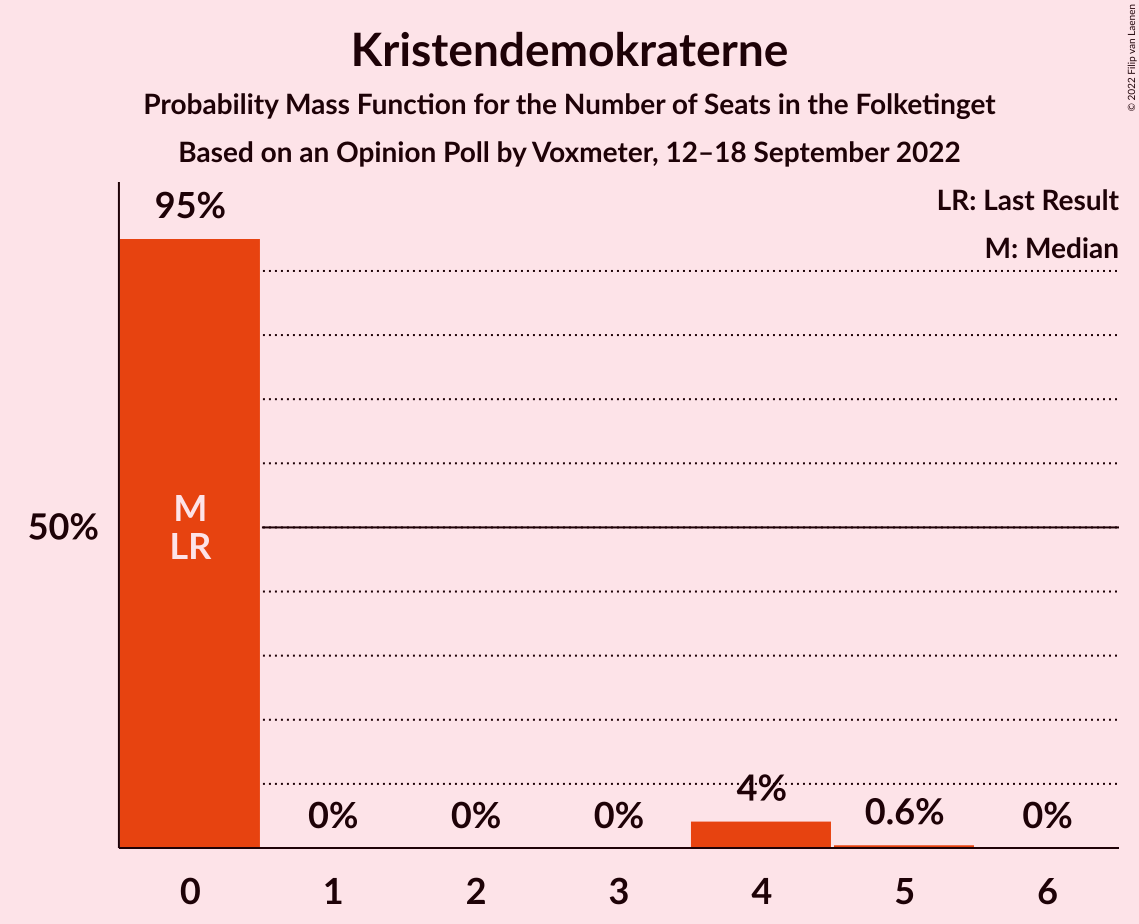 Kristendemokraterne
Probability Mass Function for the Number of Seats in the Folketinget
Based on an Opinion Poll by Voxmeter, 12–18 September 2022
© 2022 Filip van Laenen
LR: Last Result
M: Median
95%
50%
M
LR
0%
0%
0%
4%
0.6%
0%
0
1
2
3
4
5
6